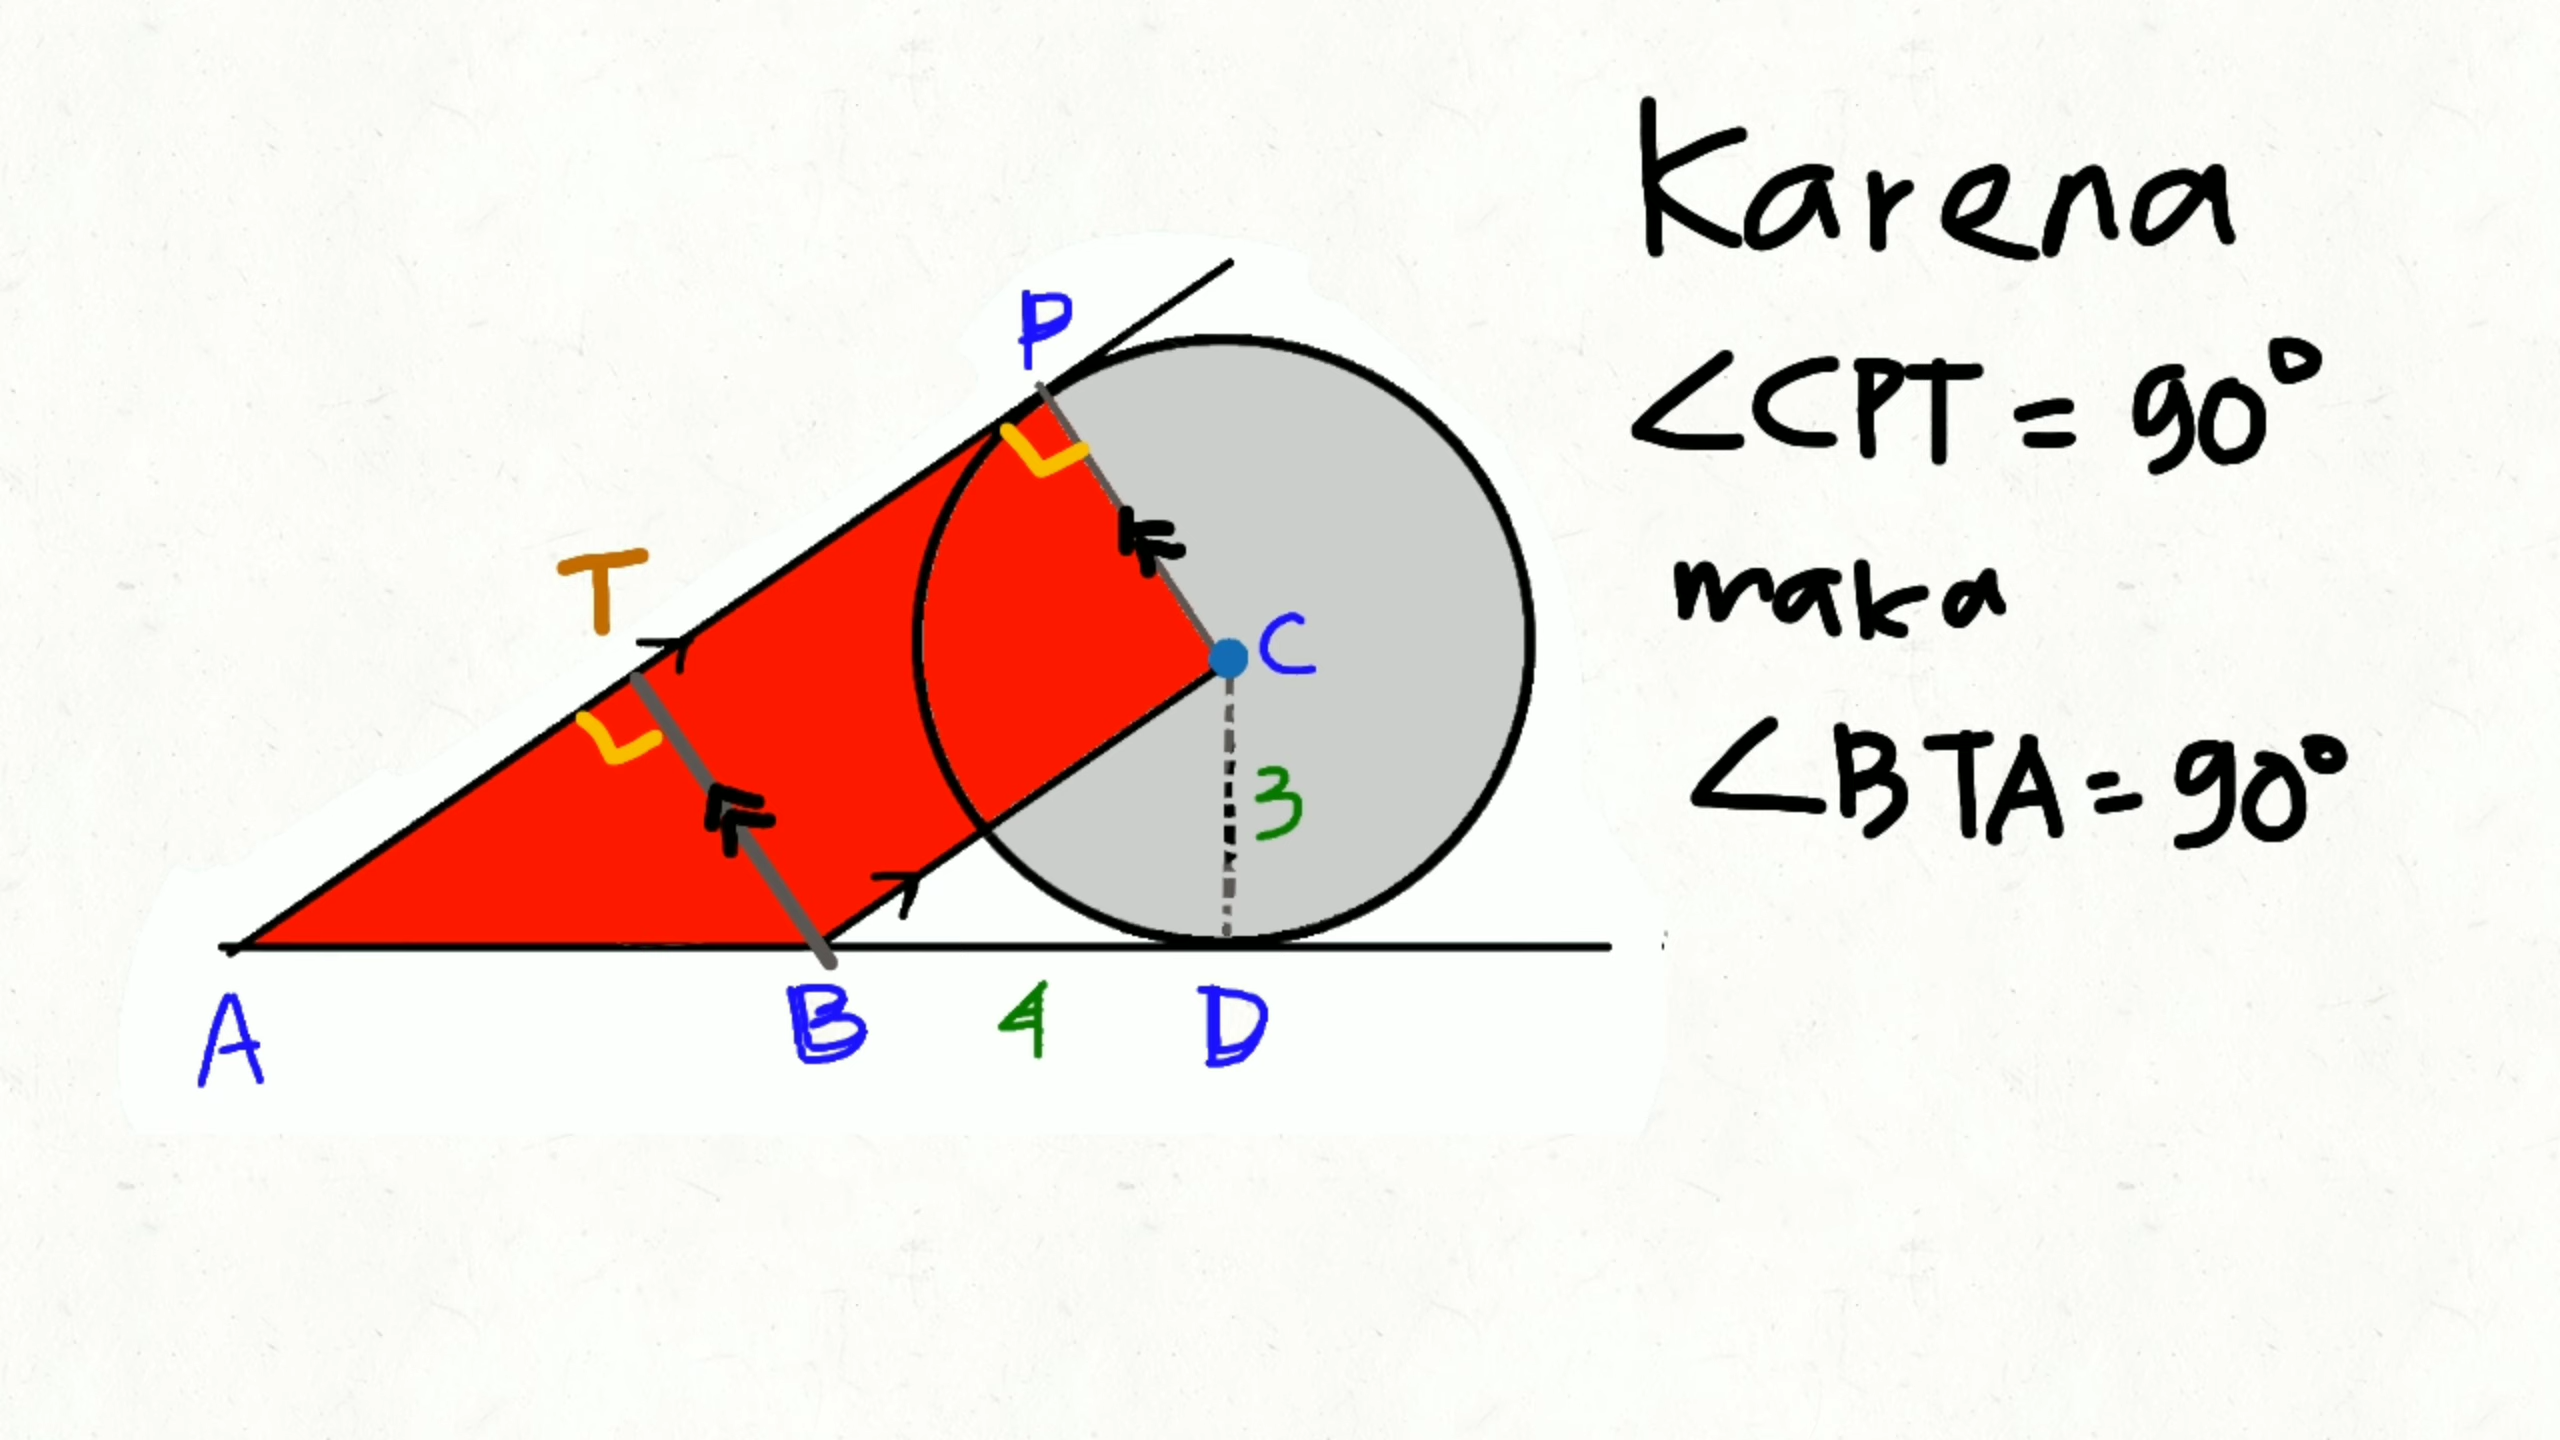 Karena
∠CPT = 90°
maka
∠BTA = 90°
P
T
C
3
A
B
4
D